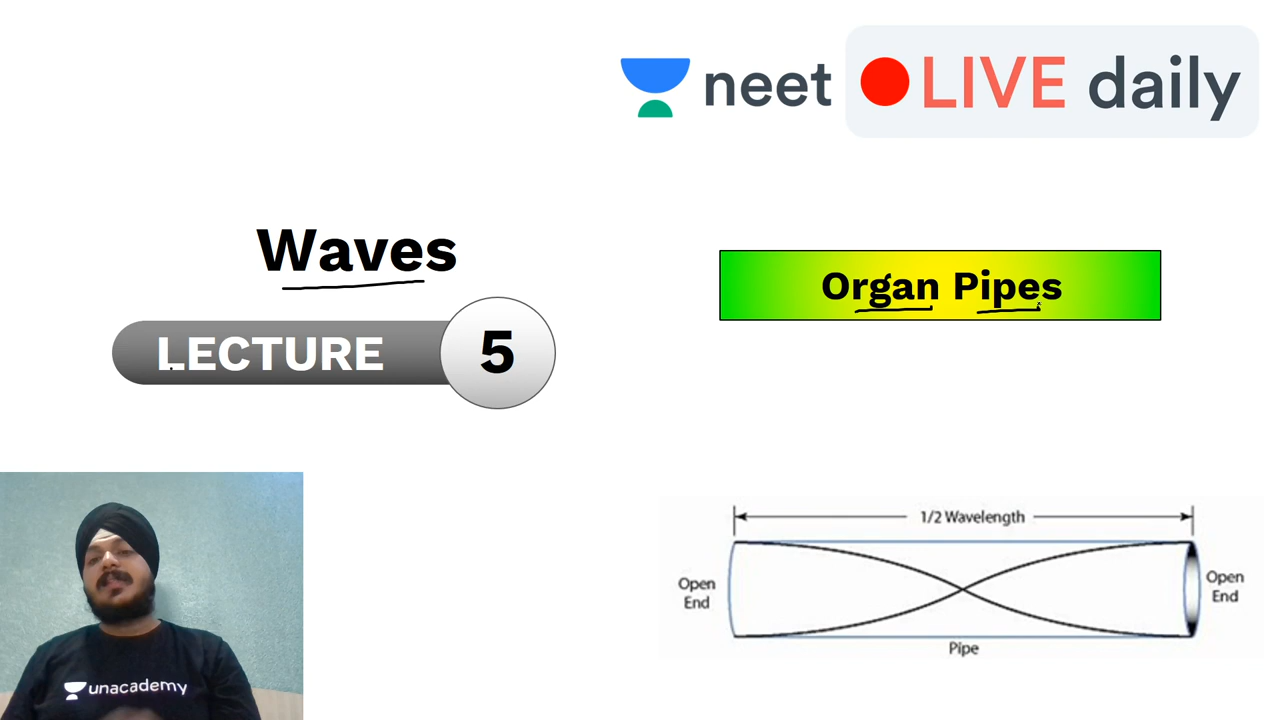 neet LIVE daily
Waves
LECTURE 5
Organ Pipes
1/2 Wavelength
Open
End
Open
End
Pipe
unacademy